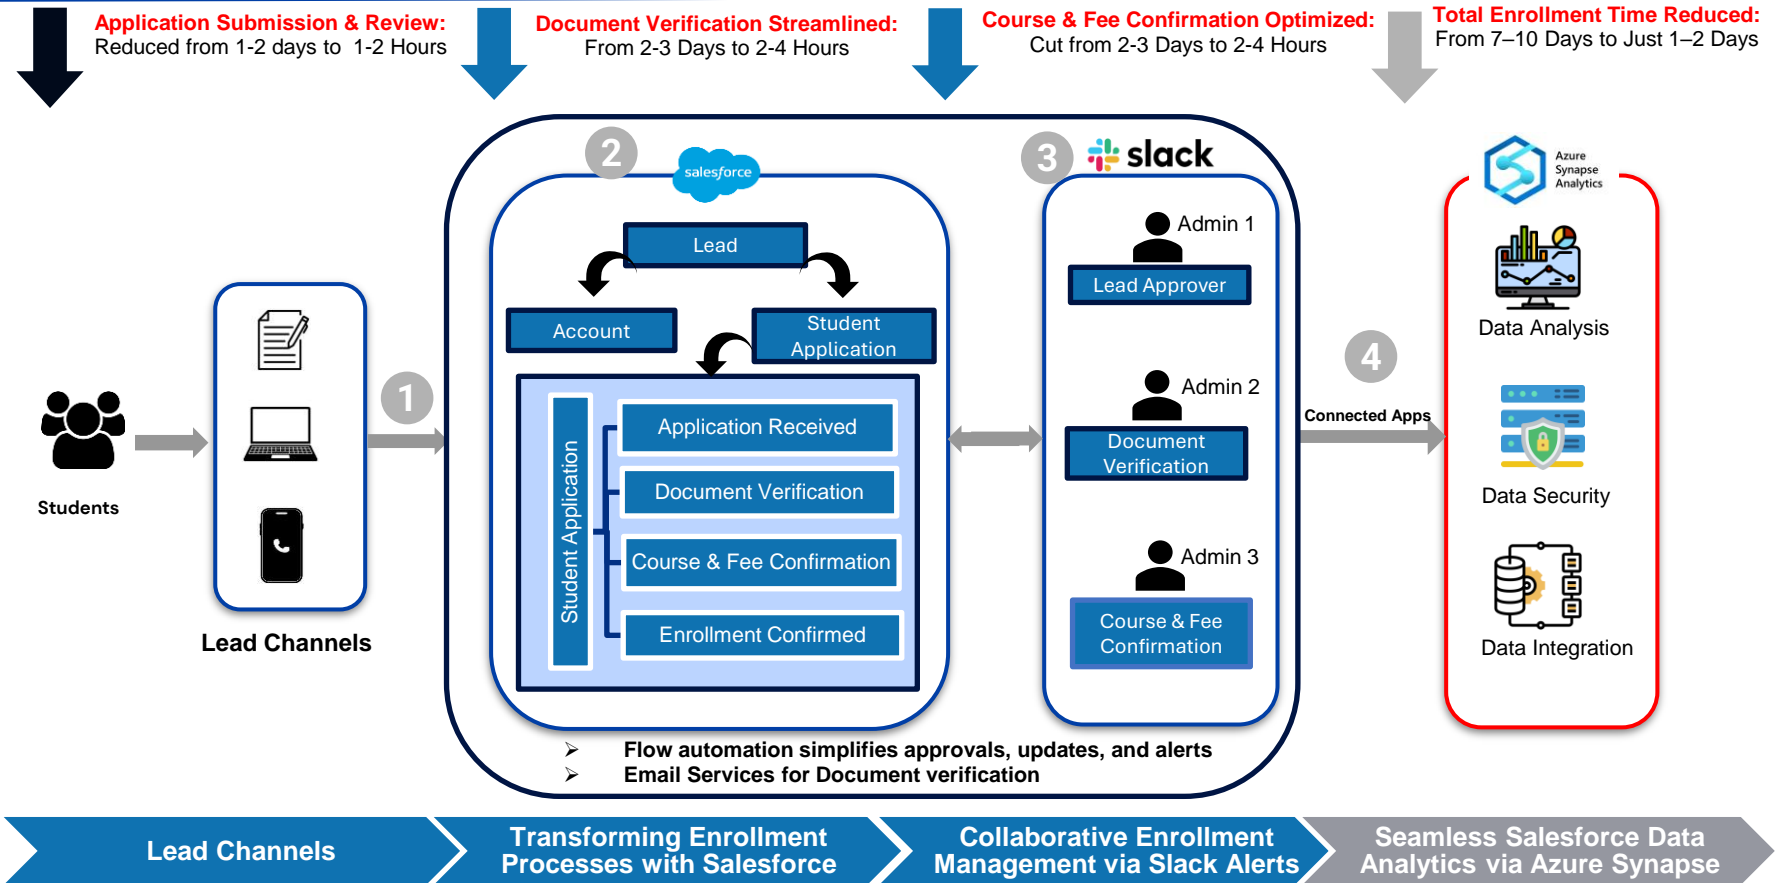 Application Submission & Review:
Reduced from 1-2 days to 1-2 Hours
Document Verification Streamlined:
From 2-3 Days to 2-4 Hours
Course & Fee Confirmation Optimized:
Cut from 2-3 Days to 2-4 Hours
Total Enrollment Time Reduced:
From 7–10 Days to Just 1–2 Days
Students
Lead Channels
1
2
salesforce
Lead
Account
Student
Application
Student Application
Application Received
Document Verification
Course & Fee Confirmation
Enrollment Confirmed
3
slack
Admin 1
Lead Approver
Admin 2
Document
Verification
Admin 3
Course & Fee
Confirmation
➢ Flow automation simplifies approvals, updates, and alerts
➢ Email Services for Document verification
4
Connected Apps
Azure
Synapse
Analytics
Data Analysis
Data Security
Data Integration
Lead Channels
Transforming Enrollment
Processes with Salesforce
Collaborative Enrollment
Management via Slack Alerts
Seamless Salesforce Data
Analytics via Azure Synapse